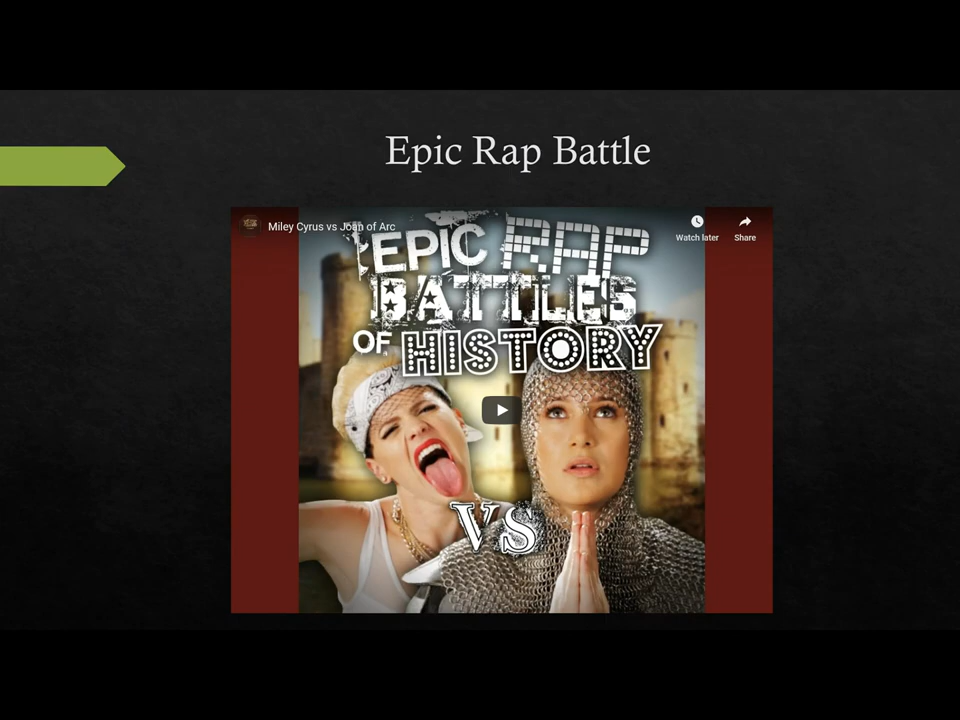 Epic Rap Battle
Miley Cyrus vs Joan of Arc
Watch later
Share
EPIC RAP
BATTLES
OF HISTORY
VS